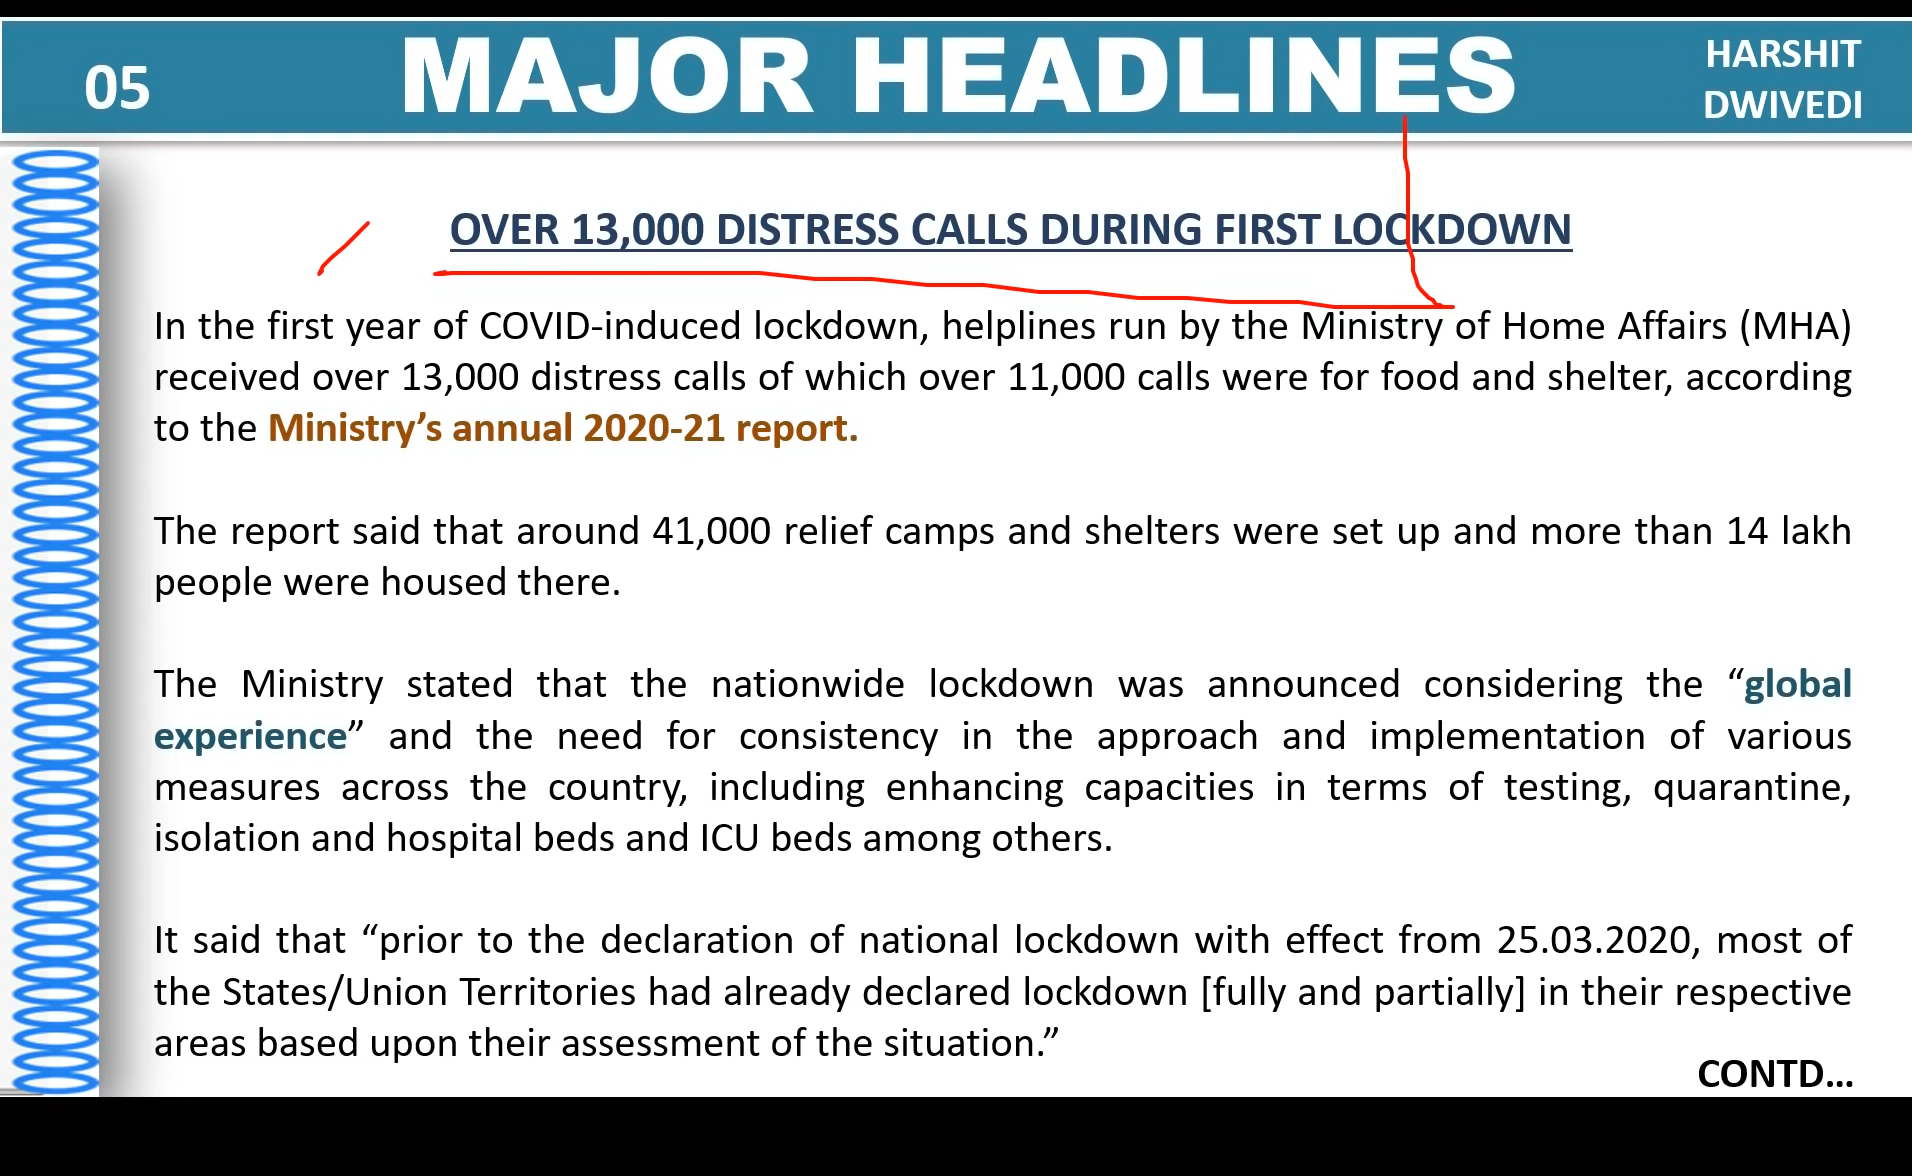 05
MAJOR HEADLINES
HARSHIT
DWIVEDI
OVER 13,000 DISTRESS CALLS DURING FIRST LOCKDOWN
In the first year of COVID-induced lockdown, helplines run by the Ministry of Home Affairs (MHA)
received over 13,000 distress calls of which over 11,000 calls were for food and shelter, according
to the Ministry’s annual 2020-21 report.
The report said that around 41,000 relief camps and shelters were set up and more than 14 lakh
people were housed there.
The Ministry stated that the nationwide lockdown was announced considering the “global
experience” and the need for consistency in the approach and implementation of various
measures across the country, including enhancing capacities in terms of testing, quarantine,
isolation and hospital beds and ICU beds among others.
It said that “prior to the declaration of national lockdown with effect from 25.03.2020, most of
the States/Union Territories had already declared lockdown [fully and partially] in their respective
areas based upon their assessment of the situation.”
CONTD...